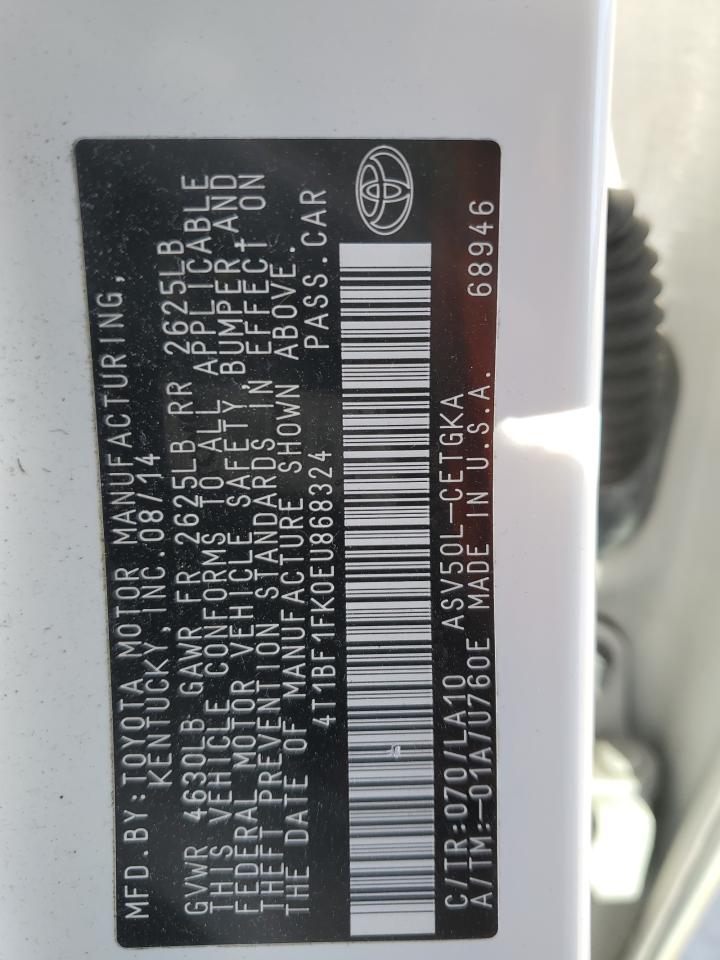 MFD.BY:TOYOTA MOTOR MANUFACTURING,
KENTUCKY, INC.08/14
GVWR 4630LB GAWR FR 2625LB RR 2625LB
THIS VEHICLE CONFORMS TO ALL APPLICABLE
FEDERAL MOTOR VEHICLE SAFETY,BUMPER,AND
THEFT PREVENTION STANDARDS IN EFFECT ON
THE DATE OF MANUFACTURE SHOWN ABOVE.
4T1BF1FK0EU868324 PASS.CAR
C/TR:070/LA10 ASV50L-CETGKA
A/TM:-01A/U760E MADE IN U.S.A. 68946